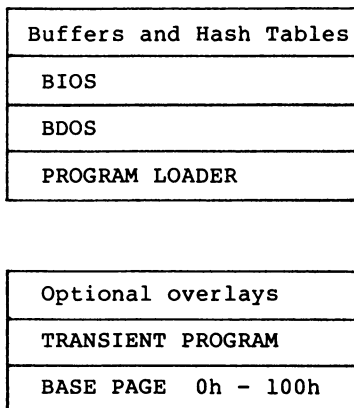 Buffers and Hash Tables
BIOS
BDOS
PROGRAM LOADER
Optional overlays
TRANSIENT PROGRAM
BASE PAGE 0h - 100h